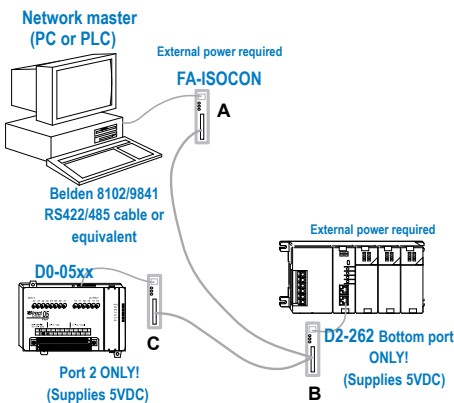 Network master
(PC or PLC)
External power required
FA-ISOCON
A
Belden 8102/9841
RS422/485 cable or
equivalent
External power required
D0-05xx
C
D2-262 Bottom port
ONLY!
(Supplies 5VDC)
B
Port 2 ONLY!
(Supplies 5VDC)